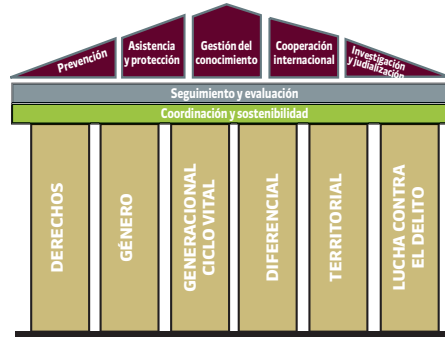 Prevención
Asistencia
y protección
Gestión del
conocimiento
Cooperación
internacional
Investigación
y judialización
Seguimiento y evaluación
Coordinación y sostenibilidad
DERECHOS
GÉNERO
GENERACIONAL
CICLO VITAL
DIFERENCIAL
TERRITORIAL
LUCHA CONTRA
EL DELITO